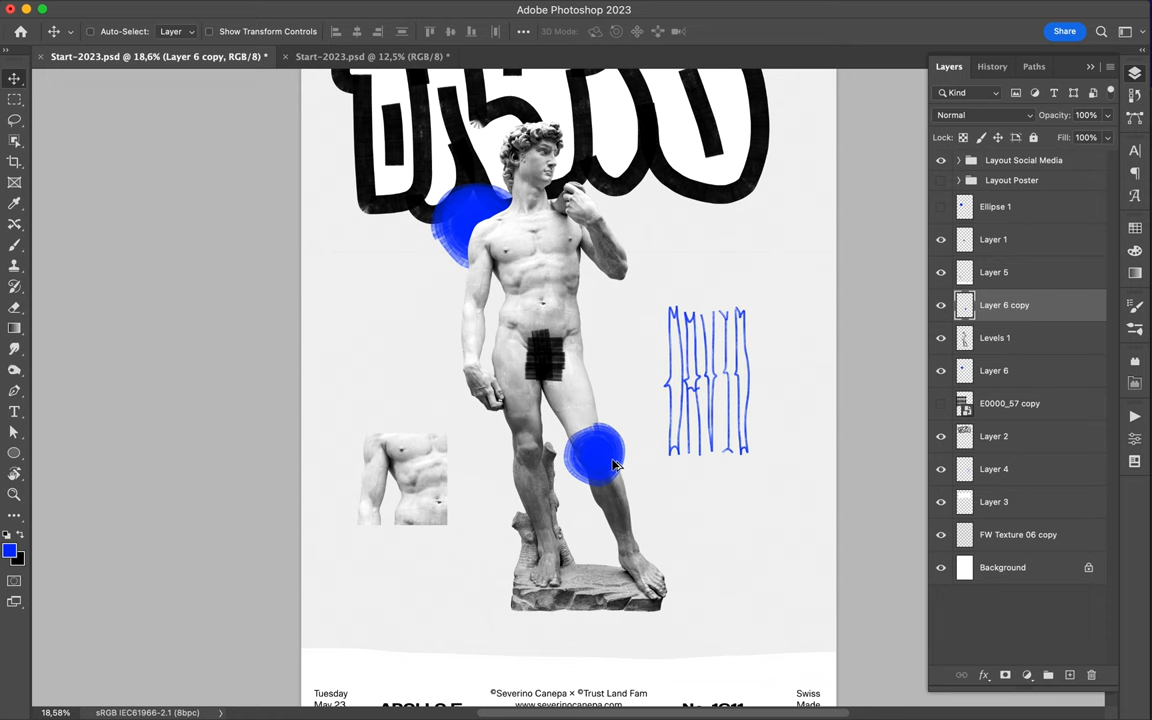 Adobe Photoshop 2023
Auto-Select: Layer Show Transform Controls 3D Mode: Share
Start-2023.psd @ 18,6% (Layer 6 copy, RGB/8) * Start-2023.psd @ 12,5% (RGB/8) *
Layers History Paths
Kind
Normal Opacity: 100%
Lock: Fill: 100%
Layout Social Media
Layout Poster
Ellipse 1
Layer 1
Layer 5
Layer 6 copy
Levels 1
Layer 6
E0000_57 copy
Layer 2
Layer 4
Layer 3
FW Texture 06 copy
Background
Tuesday ©Severino Canepa × ©Trust Land Fam Swiss
May 23 www.severinocanepa.com Made
18,58% sRGB IEC61966-2.1 (8bpc)